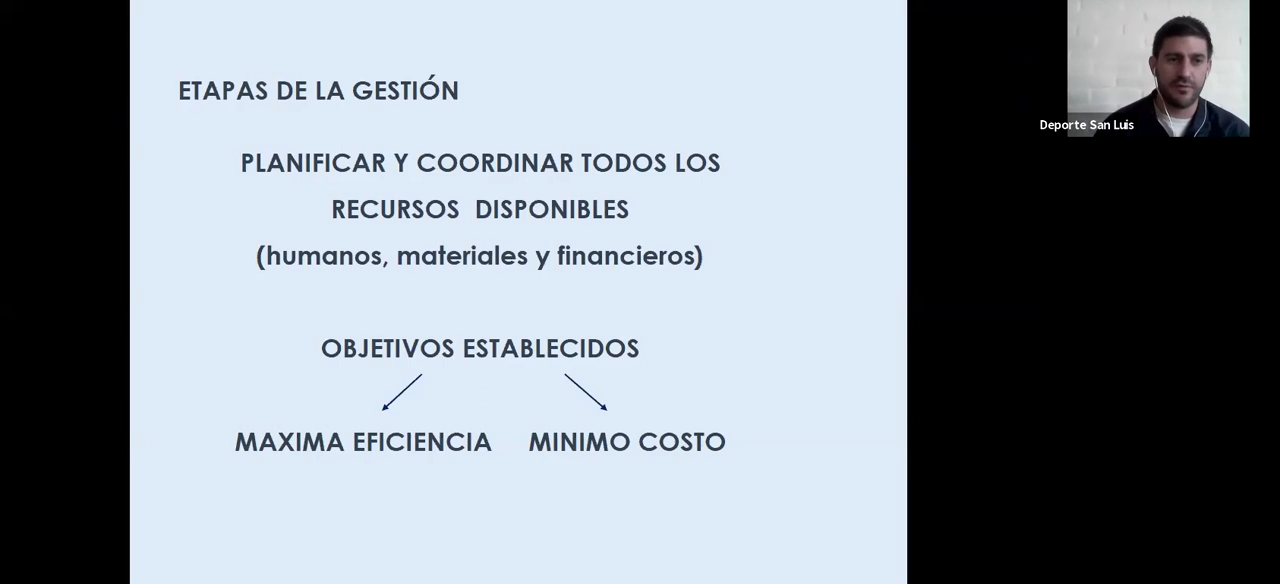 ETAPAS DE LA GESTIÓN
PLANIFICAR Y COORDINAR TODOS LOS
RECURSOS DISPONIBLES
(humanos, materiales y financieros)
OBJETIVOS ESTABLECIDOS
MAXIMA EFICIENCIA MINIMO COSTO
Deporte San Luis